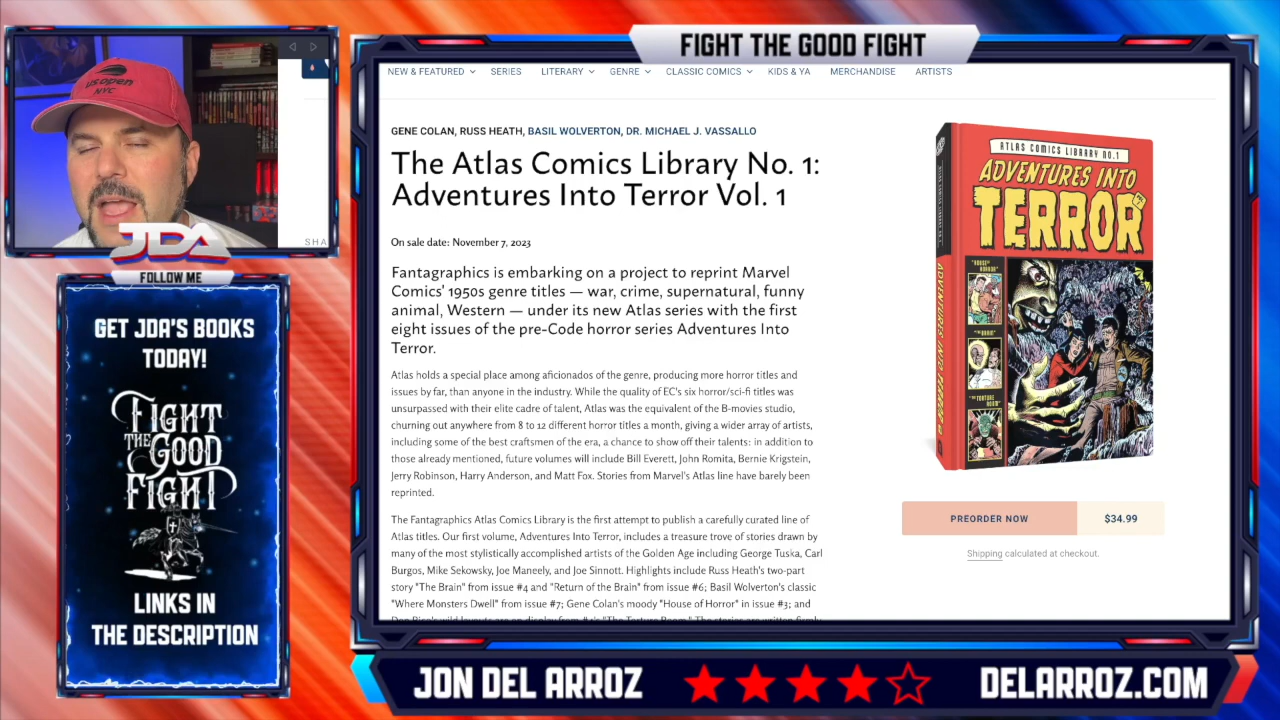 us open
NYC
SHA
JDA
FOLLOW ME
GET JDA'S BOOKS
TODAY!
FIGHT
THE
GOOD
FIGHT
LINKS IN
THE DESCRIPTION
FIGHT THE GOOD FIGHT
NEW & FEATURED SERIES LITERARY GENRE CLASSIC COMICS KIDS & YA MERCHANDISE ARTISTS
GENE COLAN, RUSS HEATH, BASIL WOLVERTON, DR. MICHAEL J. VASSALLO
The Atlas Comics Library No. 1:
Adventures Into Terror Vol. 1
On sale date: November 7, 2023
Fantagraphics is embarking on a project to reprint Marvel
Comics' 1950s genre titles — war, crime, supernatural, funny
animal, Western — under its new Atlas series with the first
eight issues of the pre-Code horror series Adventures Into
Terror.
Atlas holds a special place among aficionados of the genre, producing more horror titles and
issues by far, than anyone in the industry. While the quality of EC's six horror/sci-fi titles was
unsurpassed with their elite cadre of talent, Atlas was the equivalent of the B-movies studio,
churning out anywhere from 8 to 12 different horror titles a month, giving a wider array of artists,
including some of the best craftsmen of the era, a chance to show off their talents: in addition to
those already mentioned, future volumes will include Bill Everett, John Romita, Bernie Krigstein,
Jerry Robinson, Harry Anderson, and Matt Fox. Stories from Marvel's Atlas line have barely been
reprinted.
The Fantagraphics Atlas Comics Library is the first attempt to publish a carefully curated line of
Atlas titles. Our first volume, Adventures Into Terror, includes a treasure trove of stories drawn by
many of the most stylistically accomplished artists of the Golden Age including George Tuska, Carl
Burgos, Mike Sekowsky, Joe Maneely, and Joe Sinnott. Highlights include Russ Heath's two-part
story "The Brain" from issue #4 and "Return of the Brain" from issue #6; Basil Wolverton's classic
"Where Monsters Dwell" from issue #7; Gene Colan's moody "House of Horror" in issue #3; and
ATLAS COMICS LIBRARY NO.1
ADVENTURES INTO
TERROR
"HOUSE OF HORROR"
"THE BRAIN"
"THE TORTURE ROOM"
ADVENTURES INTO TERROR
PREORDER NOW $34.99
Shipping calculated at checkout.
JON DEL ARROZ
DELARROZ.COM